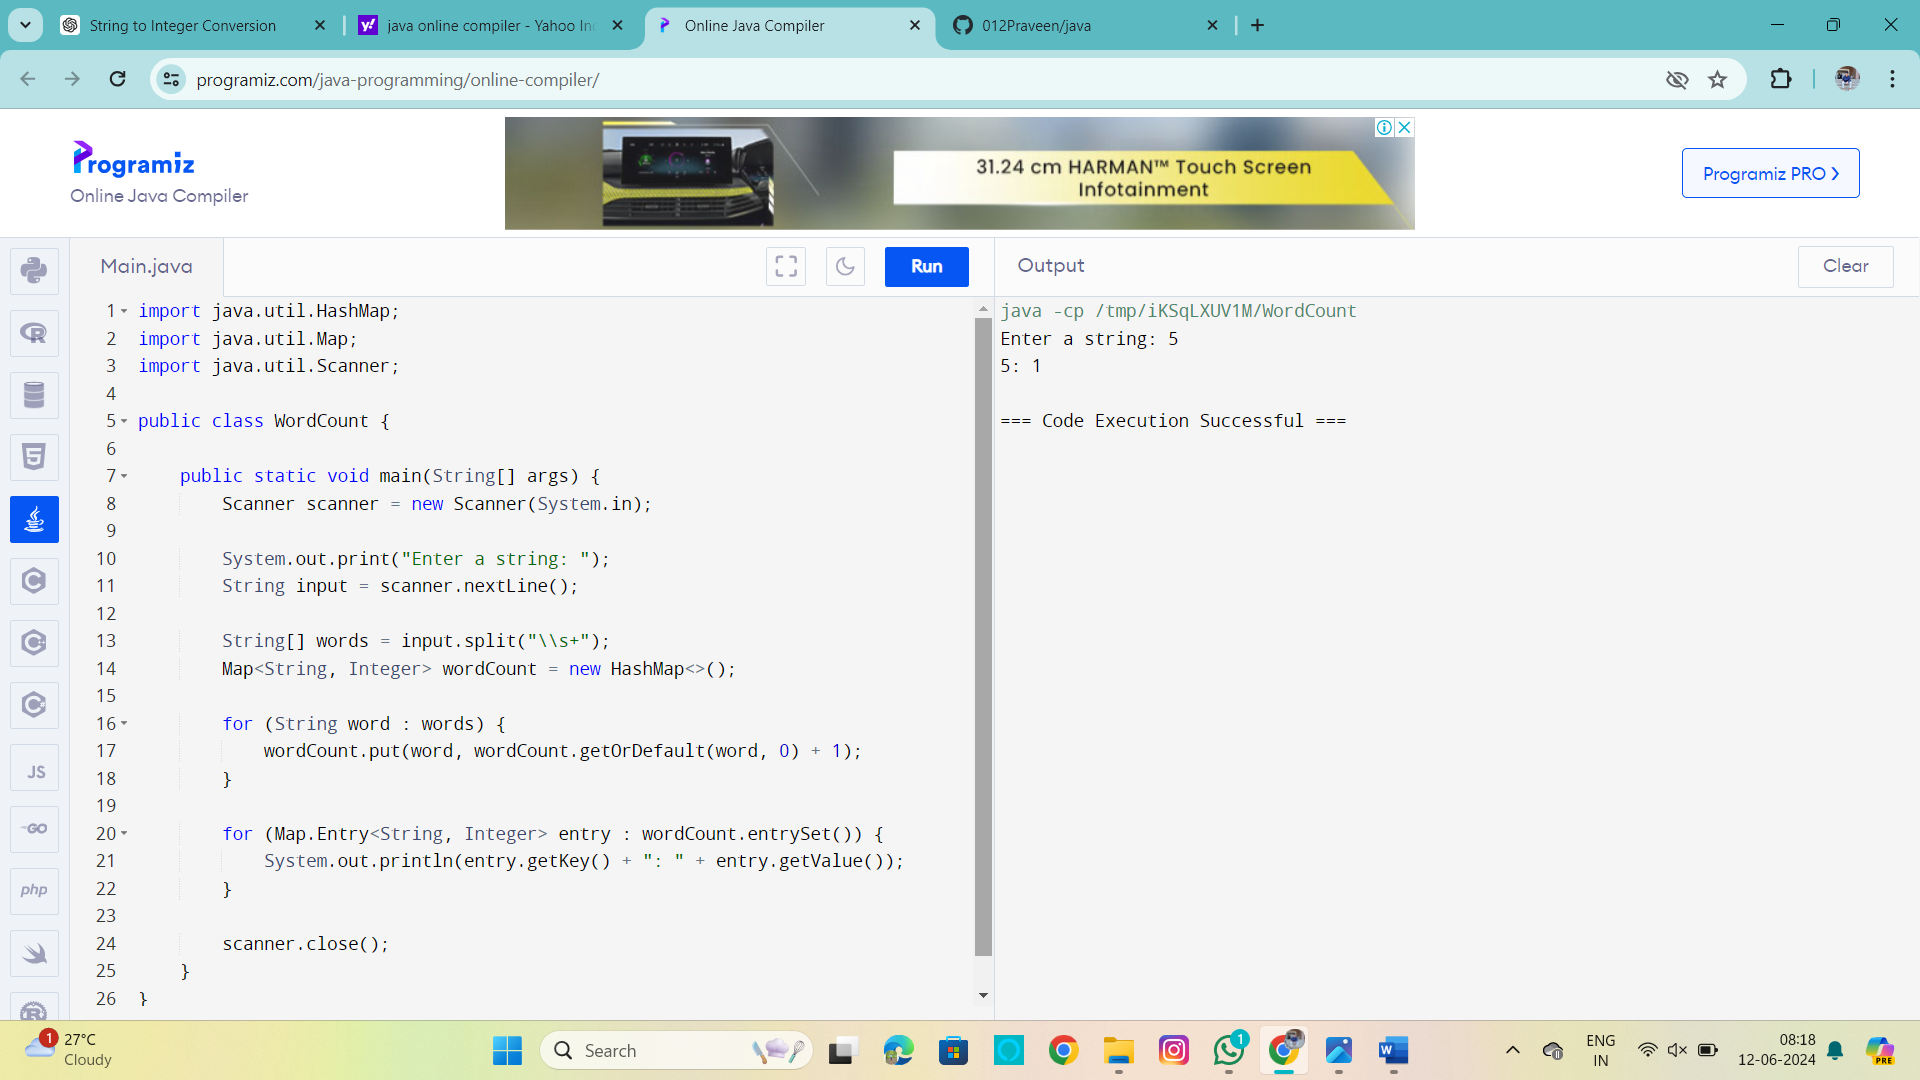 String to Integer Conversion
java online compiler - Yahoo In
Online Java Compiler
012Praveen/java
programiz.com/java-programming/online-compiler/
Programiz
Online Java Compiler
31.24 cm HARMAN™ Touch Screen
Infotainment
Programiz PRO
Main.java
Run
Output
Clear
1 import java.util.HashMap;
2 import java.util.Map;
3 import java.util.Scanner;
4
5 public class WordCount {
6
7 public static void main(String[] args) {
8 Scanner scanner = new Scanner(System.in);
9
10 System.out.print("Enter a string: ");
11 String input = scanner.nextLine();
12
13 String[] words = input.split("\\s+");
14 Map<String, Integer> wordCount = new HashMap<>();
15
16 for (String word : words) {
17 wordCount.put(word, wordCount.getOrDefault(word, 0) + 1);
18 }
19
20 for (Map.Entry<String, Integer> entry : wordCount.entrySet()) {
21 System.out.println(entry.getKey() + ": " + entry.getValue());
22 }
23
24 scanner.close();
25 }
26 }
java -cp /tmp/iKSqLXUV1M/WordCount
Enter a string: 5
5: 1
=== Code Execution Successful ===
JS
GO
php
1
27°C
Cloudy
Search
1
ENG
IN
08:18
12-06-2024
PRE